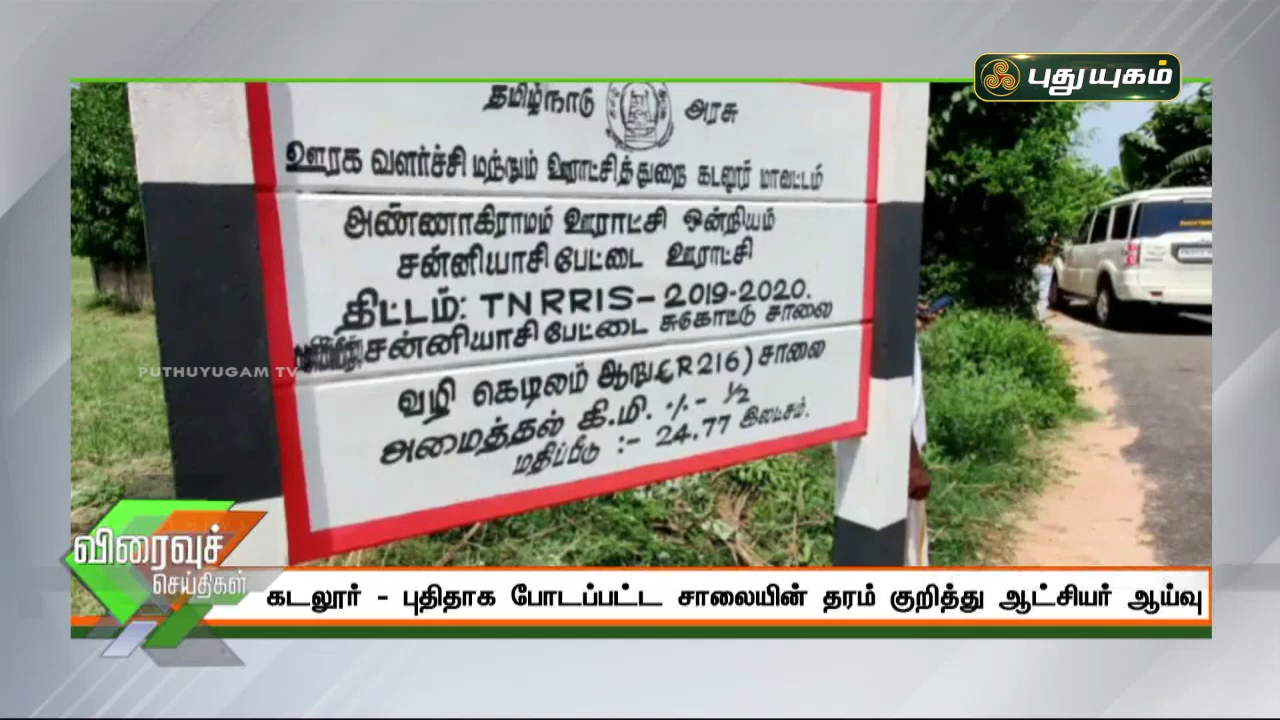 புதுயுகம்
தமிழ்நாடு அரசு
ஊரக வளர்ச்சி மற்றும் ஊராட்சித்துறை கடலூர் மாவட்டம்
அண்ணாகிராமம் ஊராட்சி ஒன்றியம்
சன்னியாசிபேட்டை ஊராட்சி
திட்டம்: TNRRIS- 2019-2020.
சன்னியாசிபேட்டை சுகோட்டு சாலை
வழி கெடிலம் ஆறு (R216) சாலை
அமைத்தல் கி.மி. %- ½
மதிப்பீடு :- 24.77 இலட்சம்.
PUTHUYUGAM TV
விரைவுச்
செய்திகள்
கடலூர் - புதிதாக போடப்பட்ட சாலையின் தரம் குறித்து ஆட்சியர் ஆய்வு